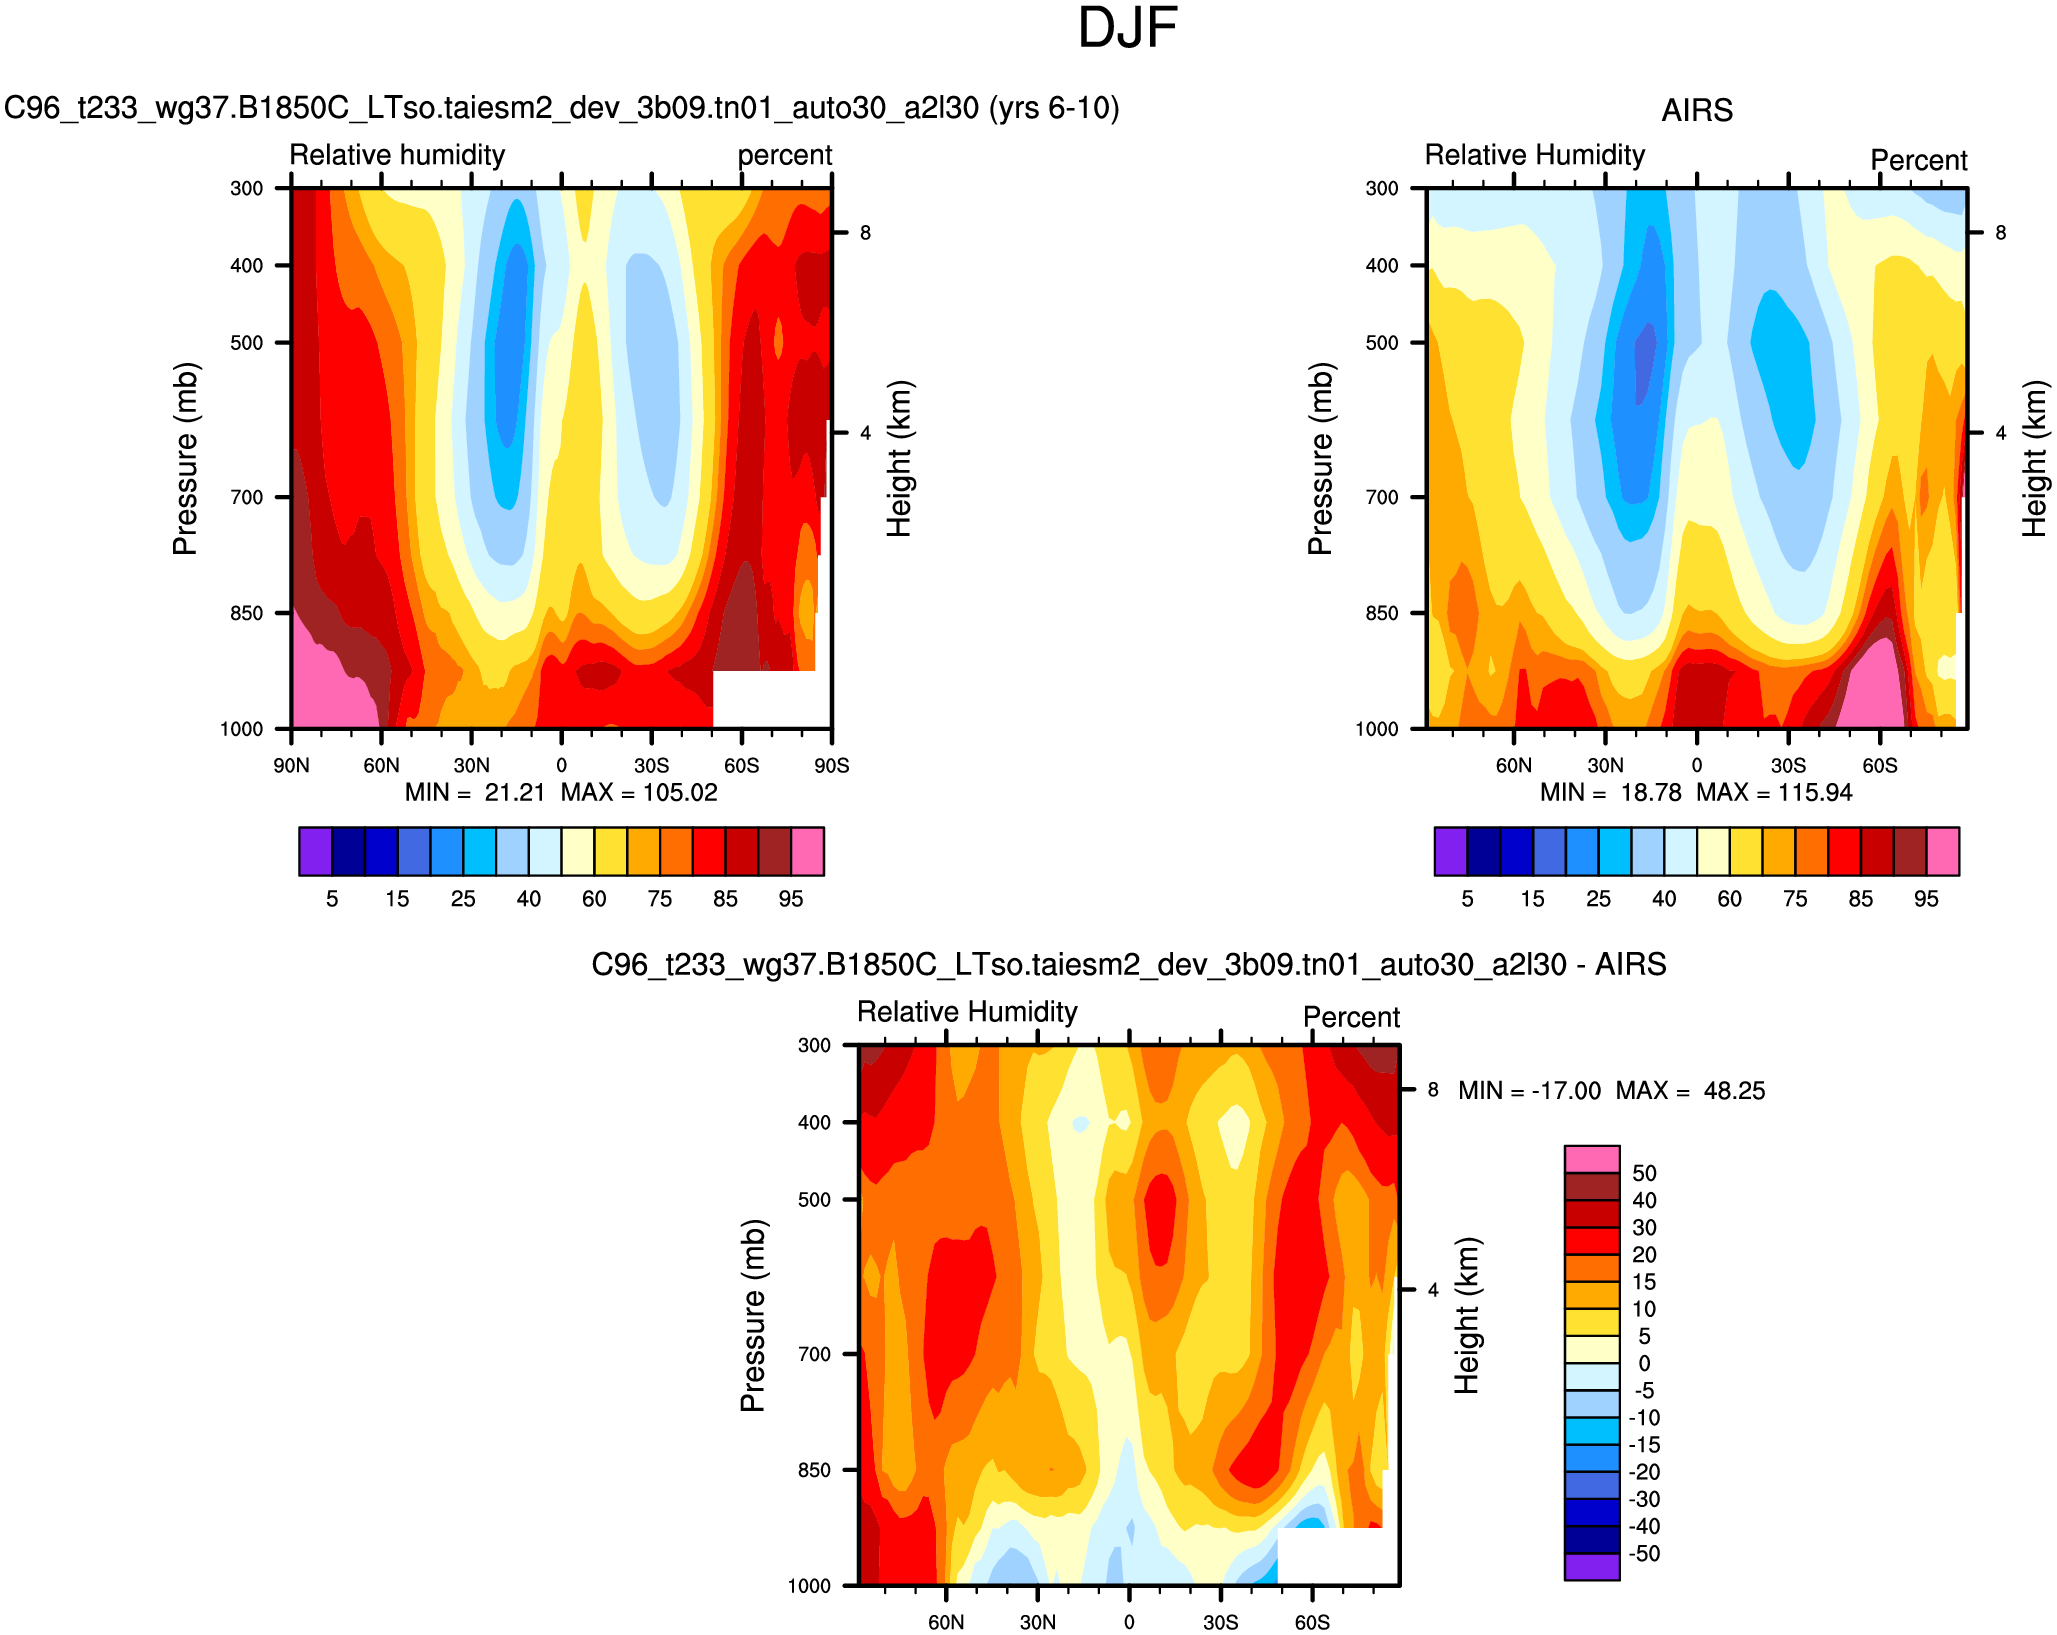 DJF
C96_t233_wg37.B1850C_LTso.taiesm2_dev_3b09.tn01_auto30_a2l30 (yrs 6-10)
Relative humidity percent
300
400
500
700
850
1000
Pressure (mb)
8
4
Height (km)
90N 60N 30N 0 30S 60S 90S
MIN = 21.21 MAX = 105.02
5 15 25 40 60 75 85 95
AIRS
Relative Humidity Percent
300
400
500
700
850
1000
Pressure (mb)
8
4
Height (km)
60N 30N 0 30S 60S
MIN = 18.78 MAX = 115.94
5 15 25 40 60 75 85 95
C96_t233_wg37.B1850C_LTso.taiesm2_dev_3b09.tn01_auto30_a2l30 - AIRS
Relative Humidity Percent
300
400
500
700
850
1000
Pressure (mb)
8
4
Height (km)
60N 30N 0 30S 60S
MIN = -17.00 MAX = 48.25
50
40
30
20
15
10
5
0
-5
-10
-15
-20
-30
-40
-50